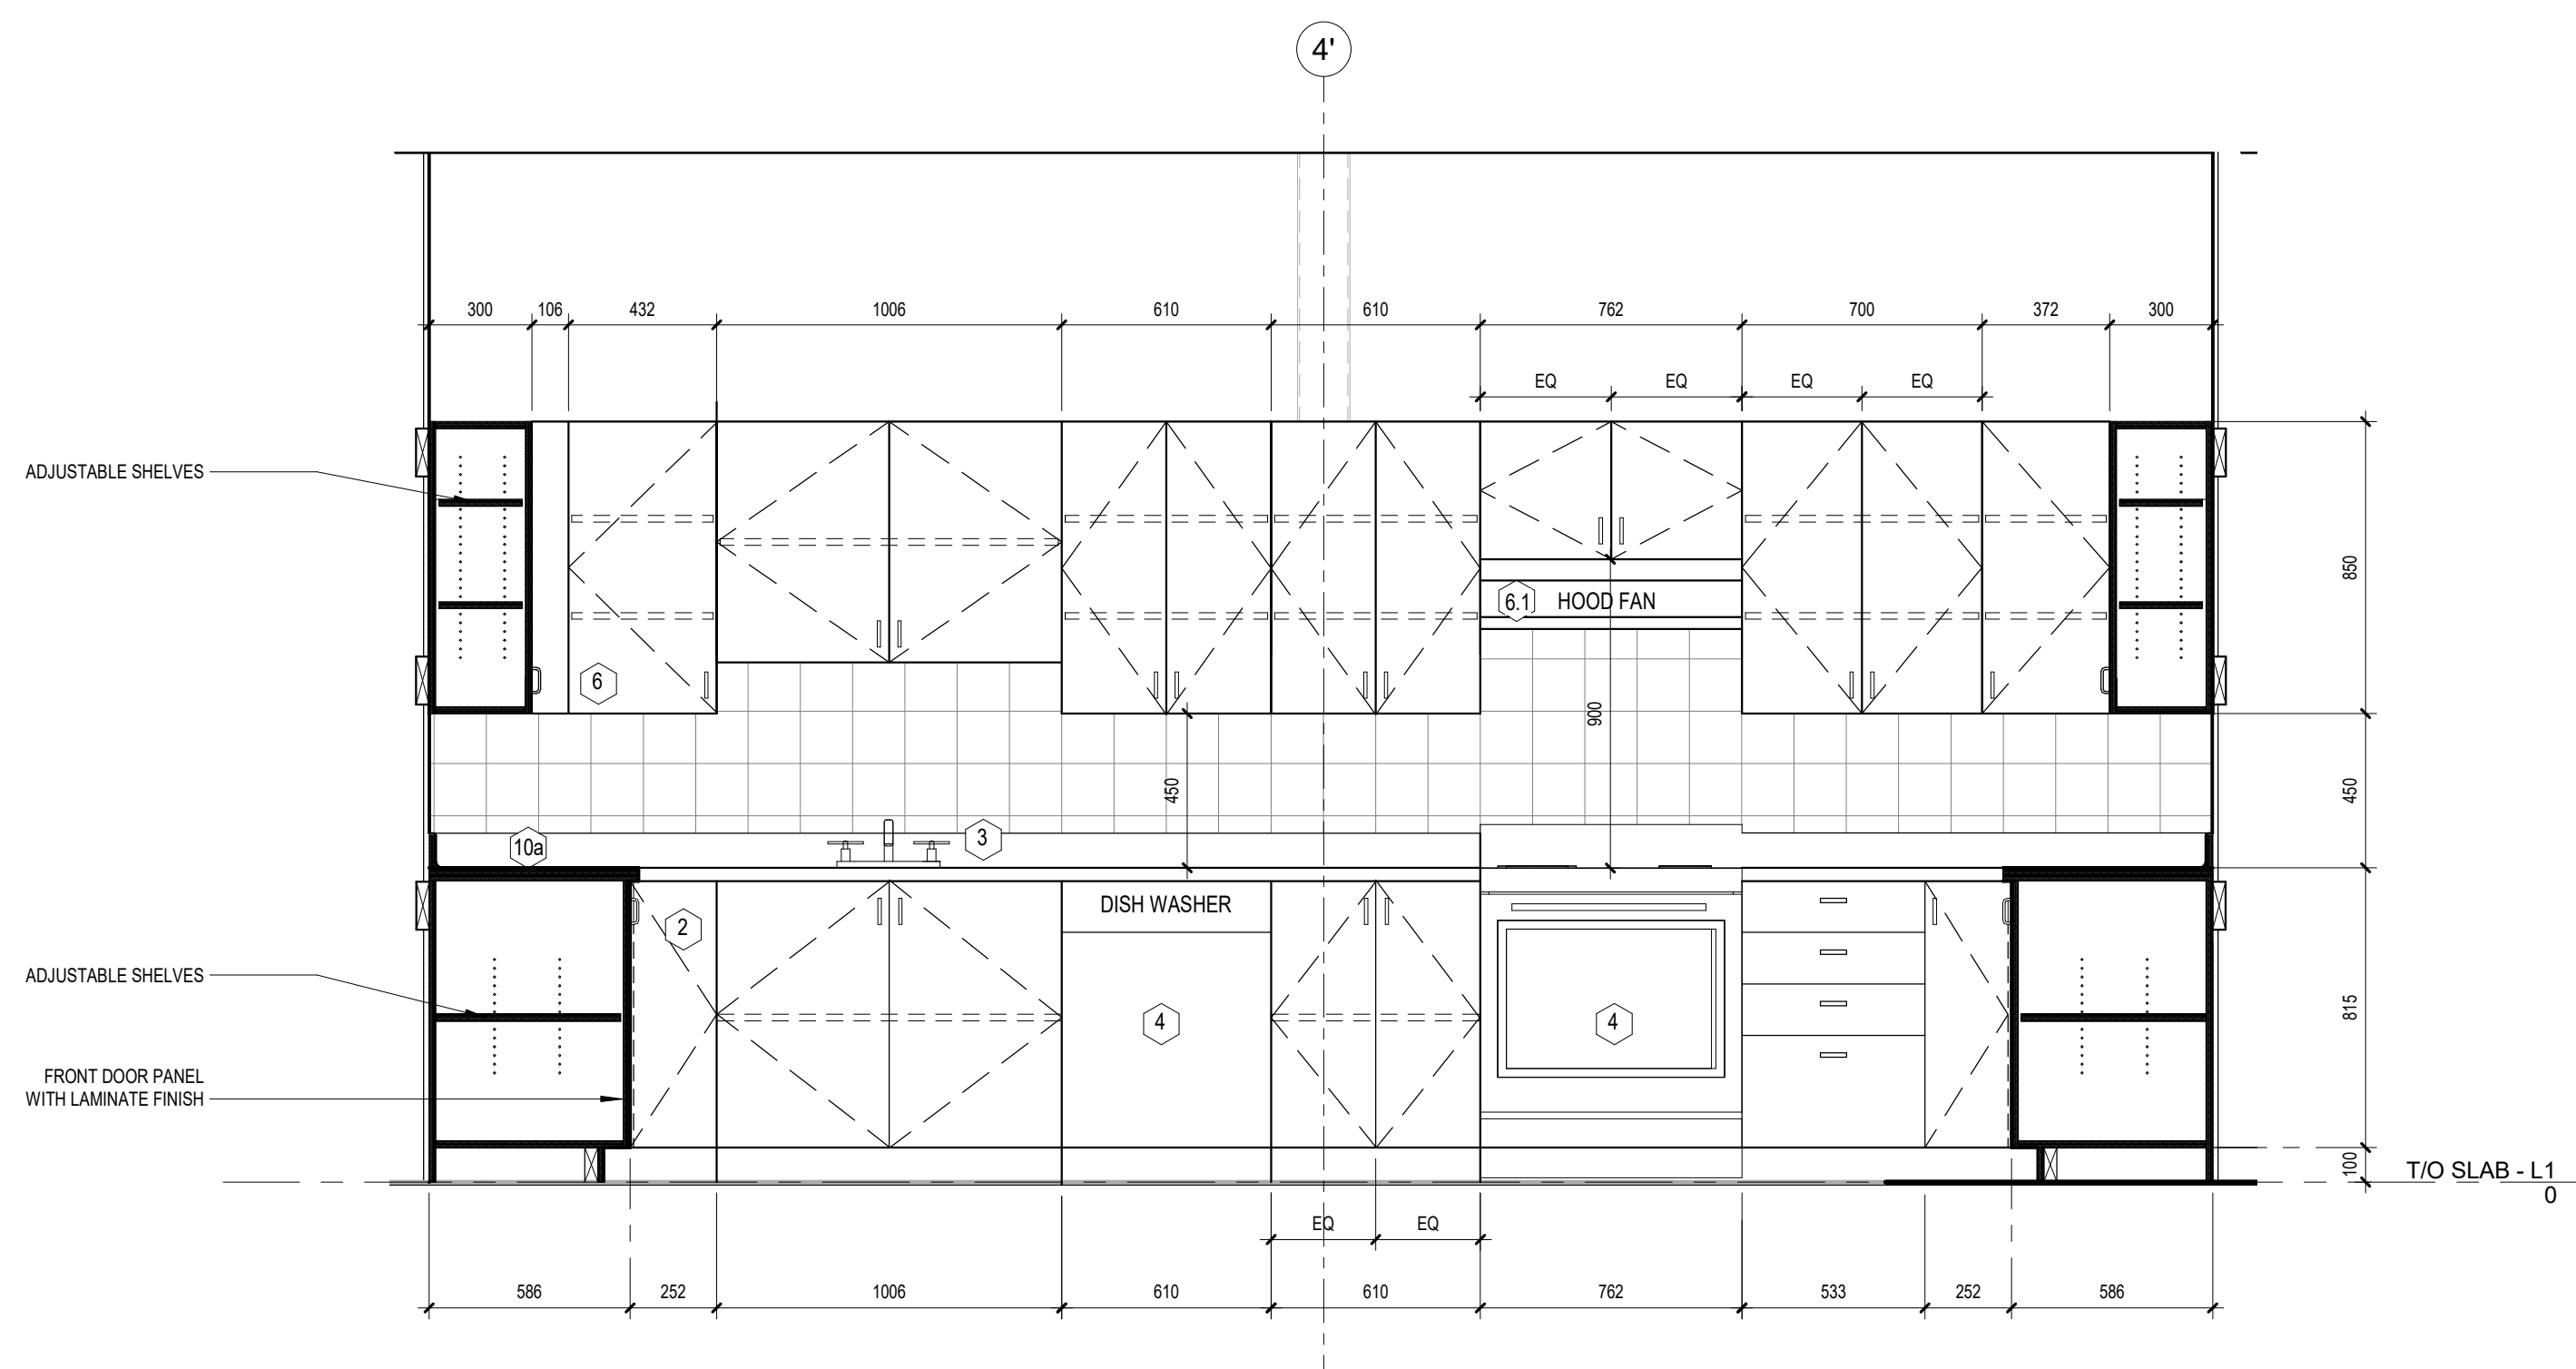 4'
300 106 432 1006 610 610 762 700 372 300
EQ EQ EQ EQ
ADJUSTABLE SHELVES
850
6.1 HOOD FAN
6
900
450
450
3
10a
DISH WASHER
2
ADJUSTABLE SHELVES
4
4
815
FRONT DOOR PANEL
WITH LAMINATE FINISH
100
T/O SLAB - L1
0
EQ EQ
586 252 1006 610 610 762 533 252 586